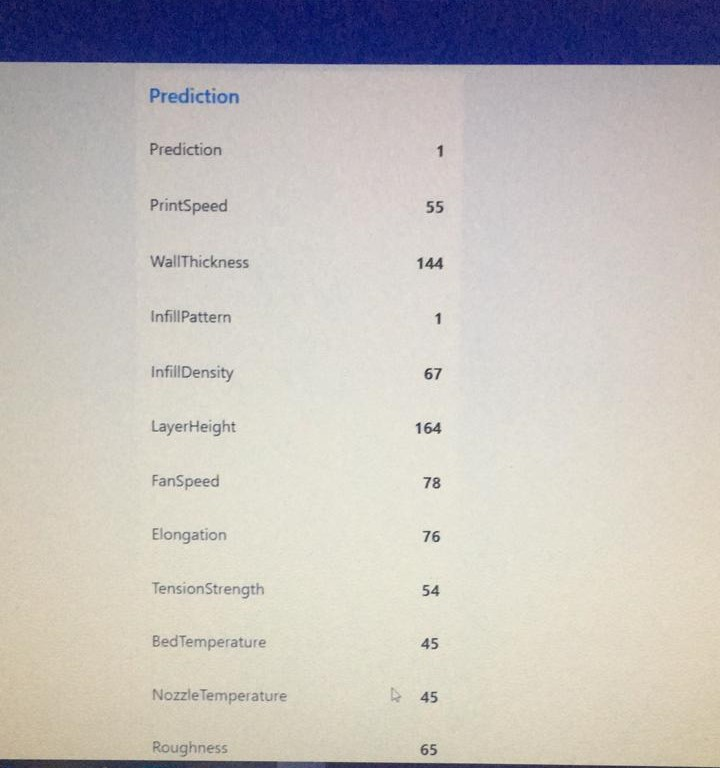 Prediction
Prediction 1
PrintSpeed 55
WallThickness 144
InfillPattern 1
InfillDensity 67
LayerHeight 164
FanSpeed 78
Elongation 76
TensionStrength 54
BedTemperature 45
NozzleTemperature 45
Roughness 65